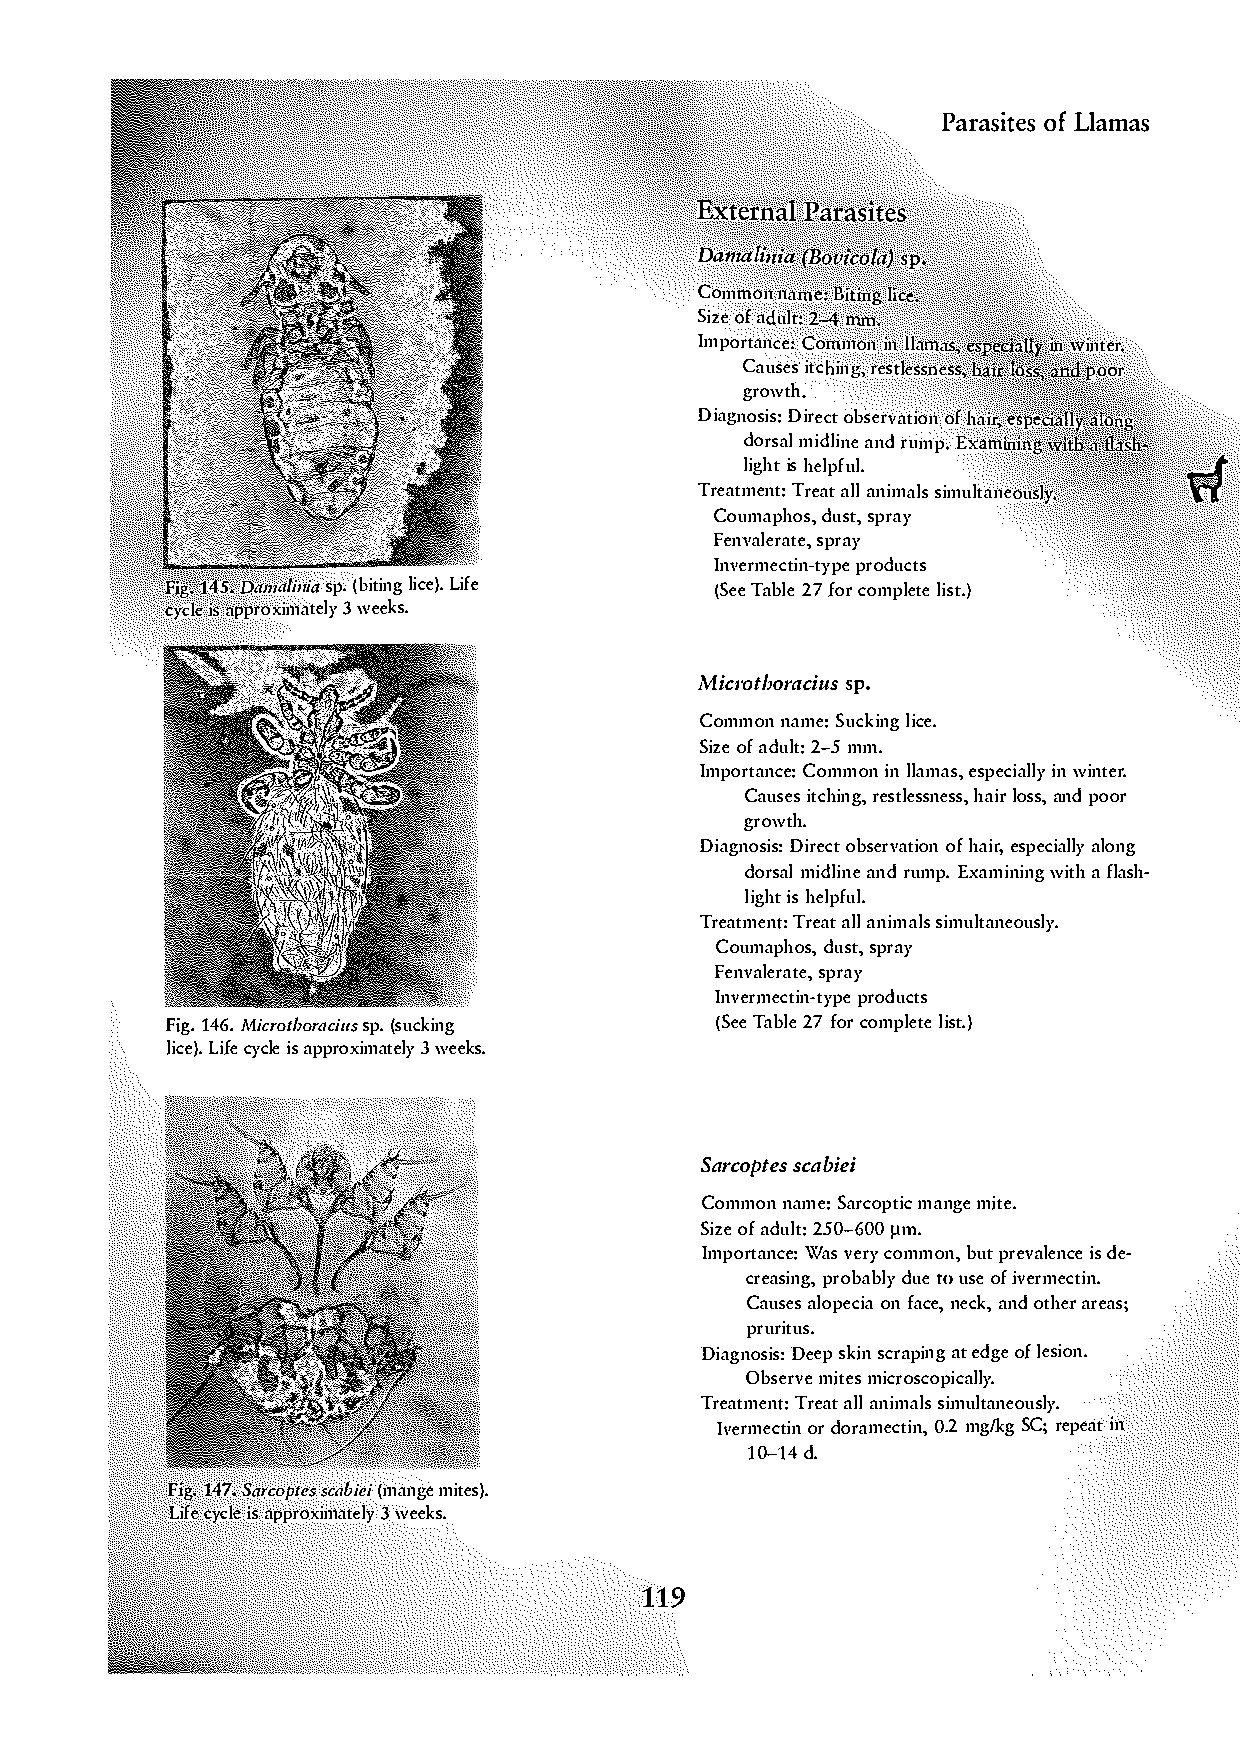 Parasites of Llamas
External Parasites
Damalinia (Bovicola) sp.
Common name: Biting lice.
Size of adult: 2–4 mm.
Importance: Common in llamas, especially in winter.
Causes itching, restlessness, hair loss, and poor
growth.
Diagnosis: Direct observation of hair, especially along
dorsal midline and rump. Examining with a flash-
light is helpful.
Treatment: Treat all animals simultaneously.
Coumaphos, dust, spray
Fenvalerate, spray
Invermectin-type products
(See Table 27 for complete list.)
Fig. 145. Damalinia sp. (biting lice). Life
cycle is approximately 3 weeks.
Microthoracius sp.
Common name: Sucking lice.
Size of adult: 2–5 mm.
Importance: Common in llamas, especially in winter.
Causes itching, restlessness, hair loss, and poor
growth.
Diagnosis: Direct observation of hair, especially along
dorsal midline and rump. Examining with a flash-
light is helpful.
Treatment: Treat all animals simultaneously.
Coumaphos, dust, spray
Fenvalerate, spray
Invermectin-type products
(See Table 27 for complete list.)
Fig. 146. Microthoracius sp. (sucking
lice). Life cycle is approximately 3 weeks.
Sarcoptes scabiei
Common name: Sarcoptic mange mite.
Size of adult: 250–600 µm.
Importance: Was very common, but prevalence is de-
creasing, probably due to use of ivermectin.
Causes alopecia on face, neck, and other areas;
pruritus.
Diagnosis: Deep skin scraping at edge of lesion.
Observe mites microscopically.
Treatment: Treat all animals simultaneously.
Ivermectin or doramectin, 0.2 mg/kg SC; repeat in
10–14 d.
Fig. 147. Sarcoptes scabiei (mange mites).
Life cycle is approximately 3 weeks.
119